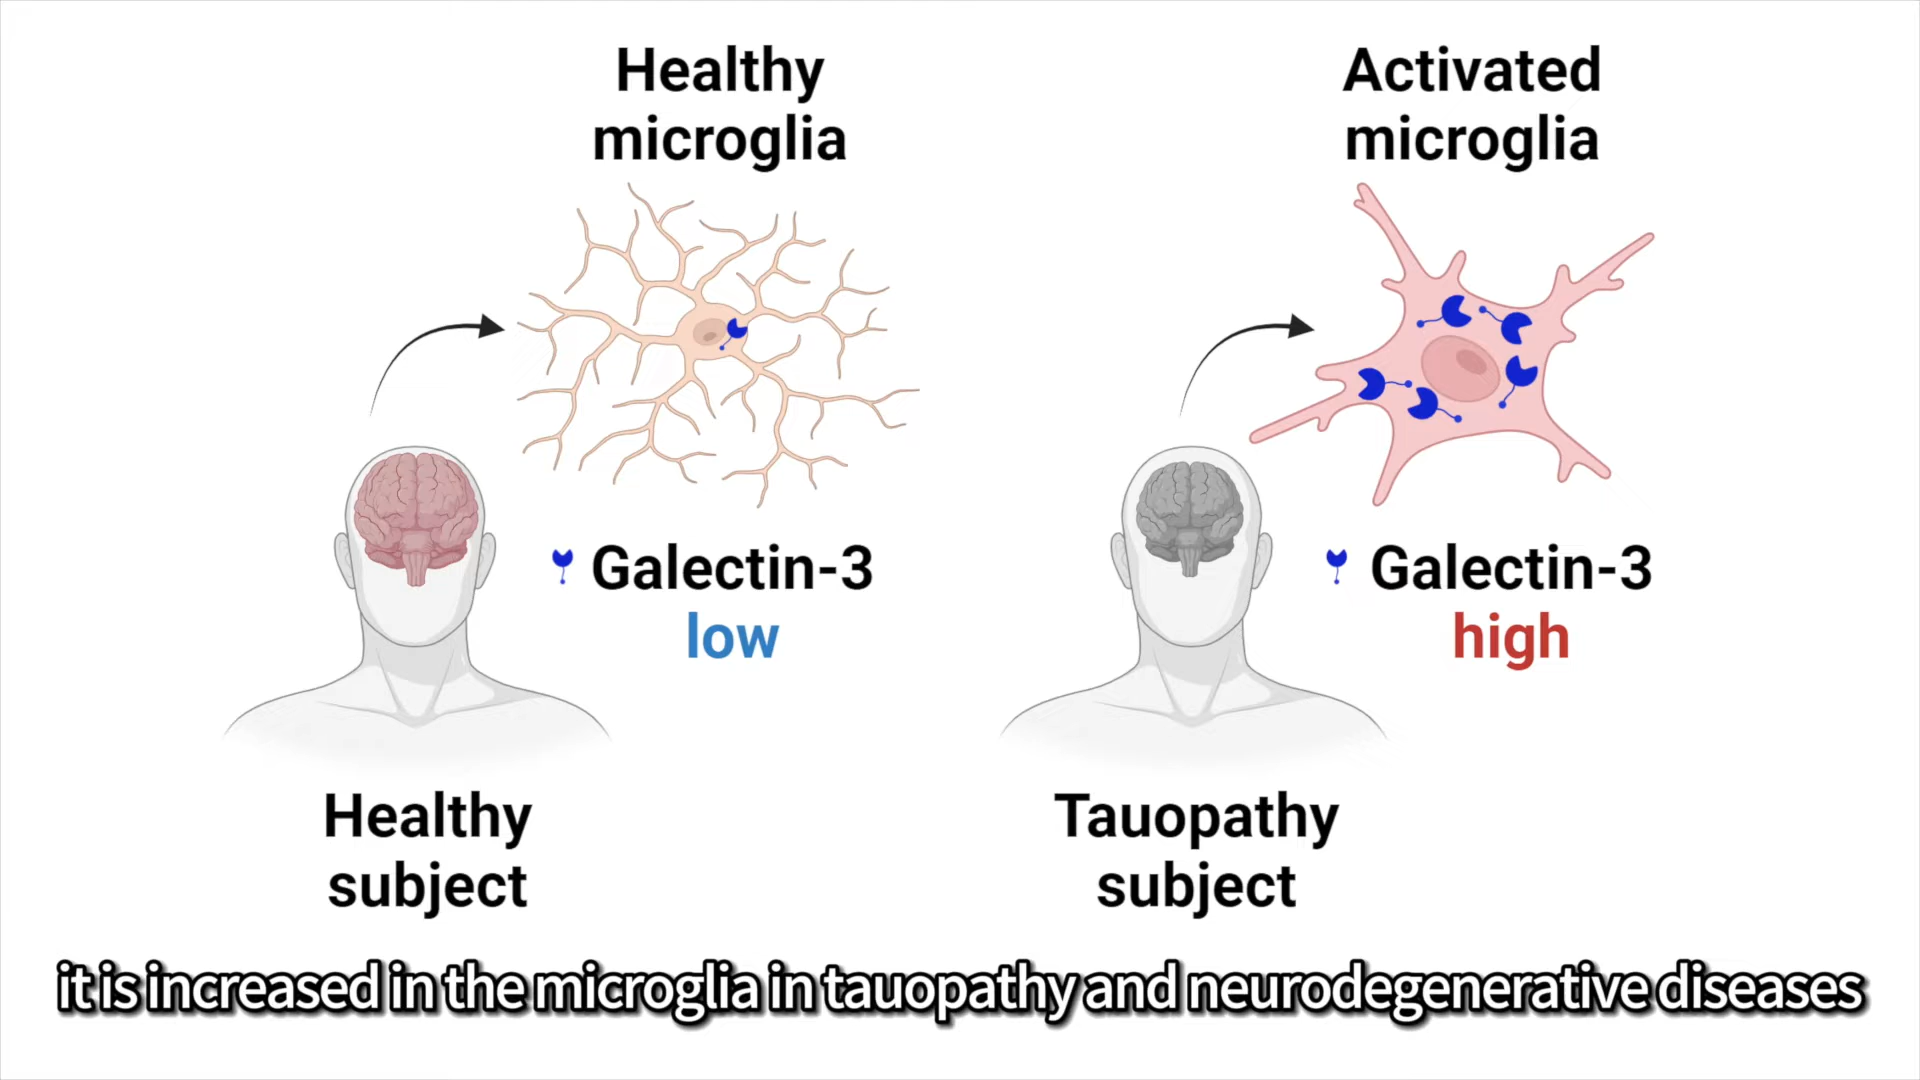 Healthy
microglia
Activated
microglia
Galectin-3
low
Galectin-3
high
Healthy
subject
Tauopathy
subject
it is increased in the microglia in tauopathy and neurodegenerative diseases